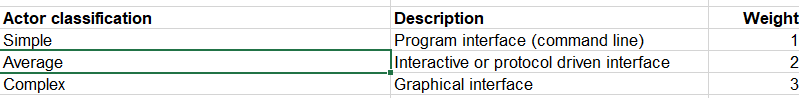 Actor classification Description Weight
Simple Program interface (command line) 1
Average Interactive or protocol driven interface 2
Complex Graphical interface 3